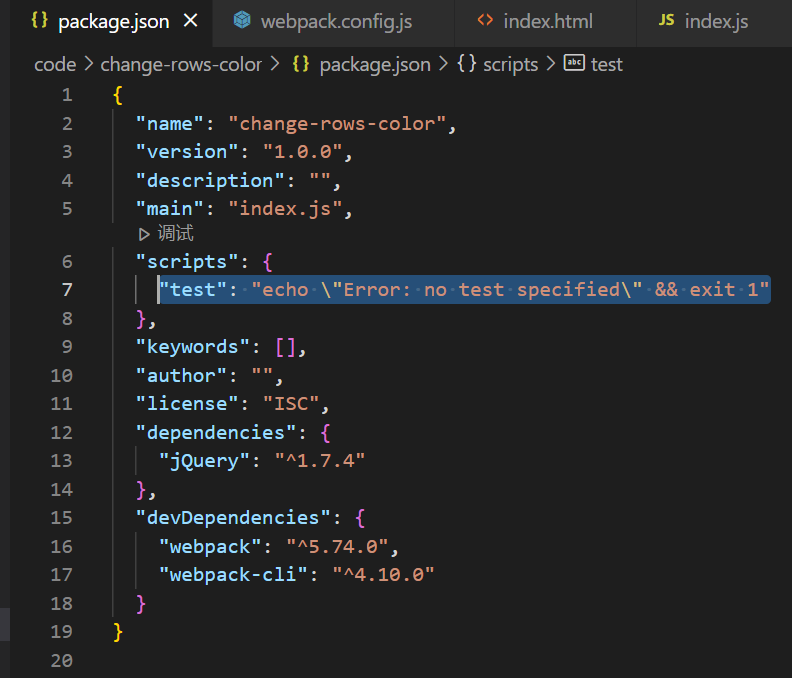 {} package.json × webpack.config.js <> index.html JS index.js
code > change-rows-color > {} package.json > {} scripts > abc test
1 {
2 "name": "change-rows-color",
3 "version": "1.0.0",
4 "description": "",
5 "main": "index.js",
调试
6 "scripts": {
7 "test": "echo \"Error: no test specified\" && exit 1"
8 },
9 "keywords": [],
10 "author": "",
11 "license": "ISC",
12 "dependencies": {
13 "jQuery": "^1.7.4"
14 },
15 "devDependencies": {
16 "webpack": "^5.74.0",
17 "webpack-cli": "^4.10.0"
18 }
19 }
20